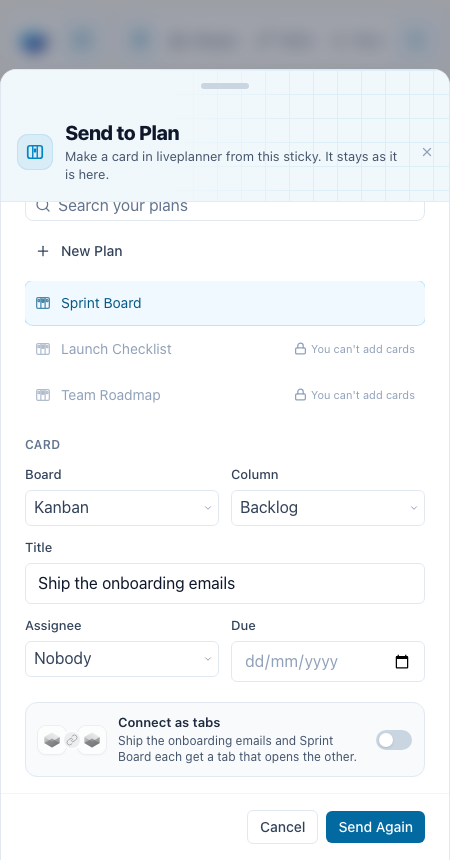 Send to Plan
Make a card in liveplanner from this sticky. It stays as it
is here.
Search your plans
New Plan
Sprint Board
Launch Checklist
You can't add cards
Team Roadmap
You can't add cards
CARD
Board
Column
Kanban
Backlog
Title
Ship the onboarding emails
Assignee
Due
Nobody
dd/mm/yyyy
Connect as tabs
Ship the onboarding emails and Sprint
Board each get a tab that opens the other.
Cancel
Send Again